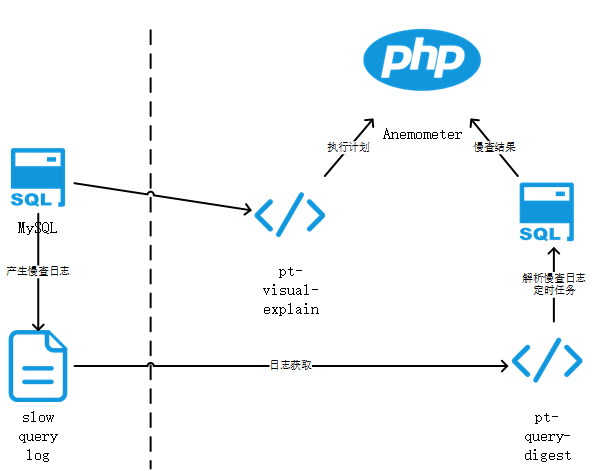 php
Anemometer
执行计划
慢查结果
SQL
MySQL
SQL
pt-
visual-
explain
产生慢查日志
解析慢查日志
定时任务
日志获取
slow
query
log
pt-
query-
digest